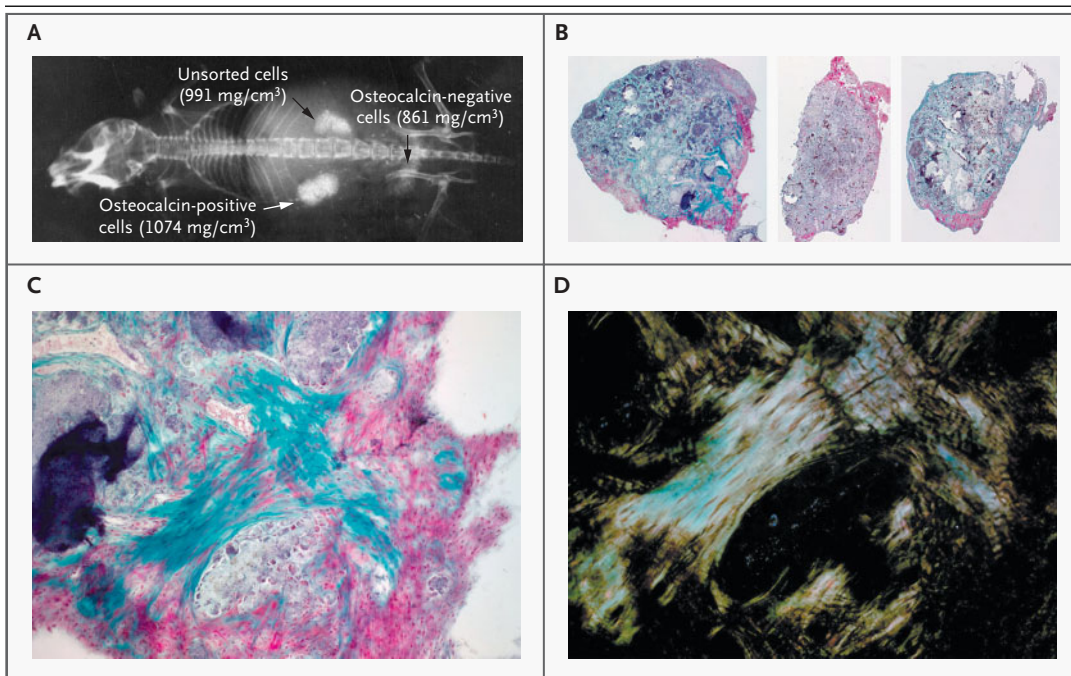 A
Unsorted cells
(991 mg/cm³)
Osteocalcin-negative
cells (861 mg/cm³)
Osteocalcin-positive
cells (1074 mg/cm³)
B
C
D